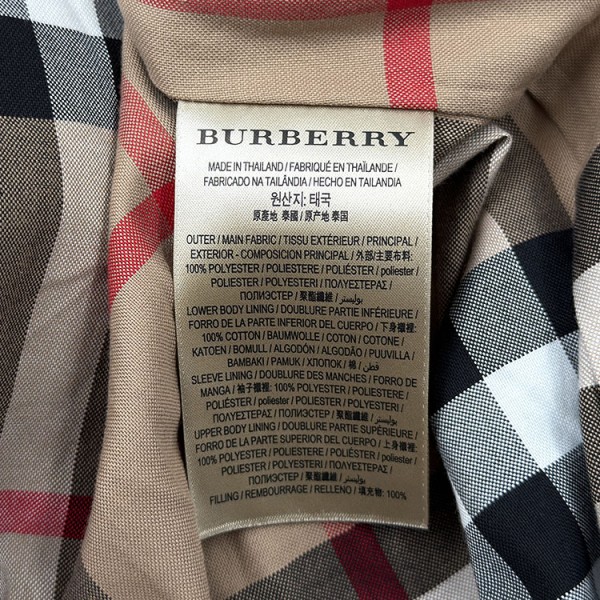 BURBERRY
MADE IN THAILAND / FABRIQUÉ EN THAÏLANDE /
FABRICADO NA TAILÂNDIA / HECHO EN TAILANDIA
원산지: 태국
原產地 泰國 / 原产地 泰国
OUTER / MAIN FABRIC / TISSU EXTÉRIEUR / PRINCIPAL /
EXTERIOR - COMPOSICION PRINCIPAL / 外部/主要布料:
100% POLYESTER / POLIESTERE / POLIÉSTER / poliester /
POLYESTER / POLIESTERI / ΠΟΛΥΕΣΤΕΡΑΣ /
ПОЛИЭСТЕР / 聚酯纖維 / بوليستر
LOWER BODY LINING / DOUBLURE PARTIE INFÉRIEURE /
FORRO DE LA PARTE INFERIOR DEL CUERPO / 下身襯裡:
100% COTTON / BAUMWOLLE / COTON / COTONE /
KATOEN / BOMULL / ALGODÓN / ALGODÃO / PUUVILLA /
BAMBAKI / PAMUK / ХЛОПОК / 棉 / قطن
SLEEVE LINING / DOUBLURE DES MANCHES / FORRO DE
MANGA / 袖子襯裡: 100% POLYESTER / POLIESTERE /
POLIÉSTER / poliester / POLYESTER / POLIESTERI /
ΠΟΛΥΕΣΤΕΡΑΣ / ПОЛИЭСТЕР / 聚酯纖維 / بوليستر
UPPER BODY LINING / DOUBLURE PARTIE SUPÉRIEURE /
FORRO DE LA PARTE SUPERIOR DEL CUERPO / 上身襯裡:
100% POLYESTER / POLIESTERE / POLIÉSTER / poliester /
POLYESTER / POLIESTERI / ΠΟΛΥΕΣΤΕΡΑΣ /
ПОЛИЭСТЕР / 聚酯纖維 / بوليستر
FILLING / REMBOURRAGE / RELLENO / 填充物: 100%